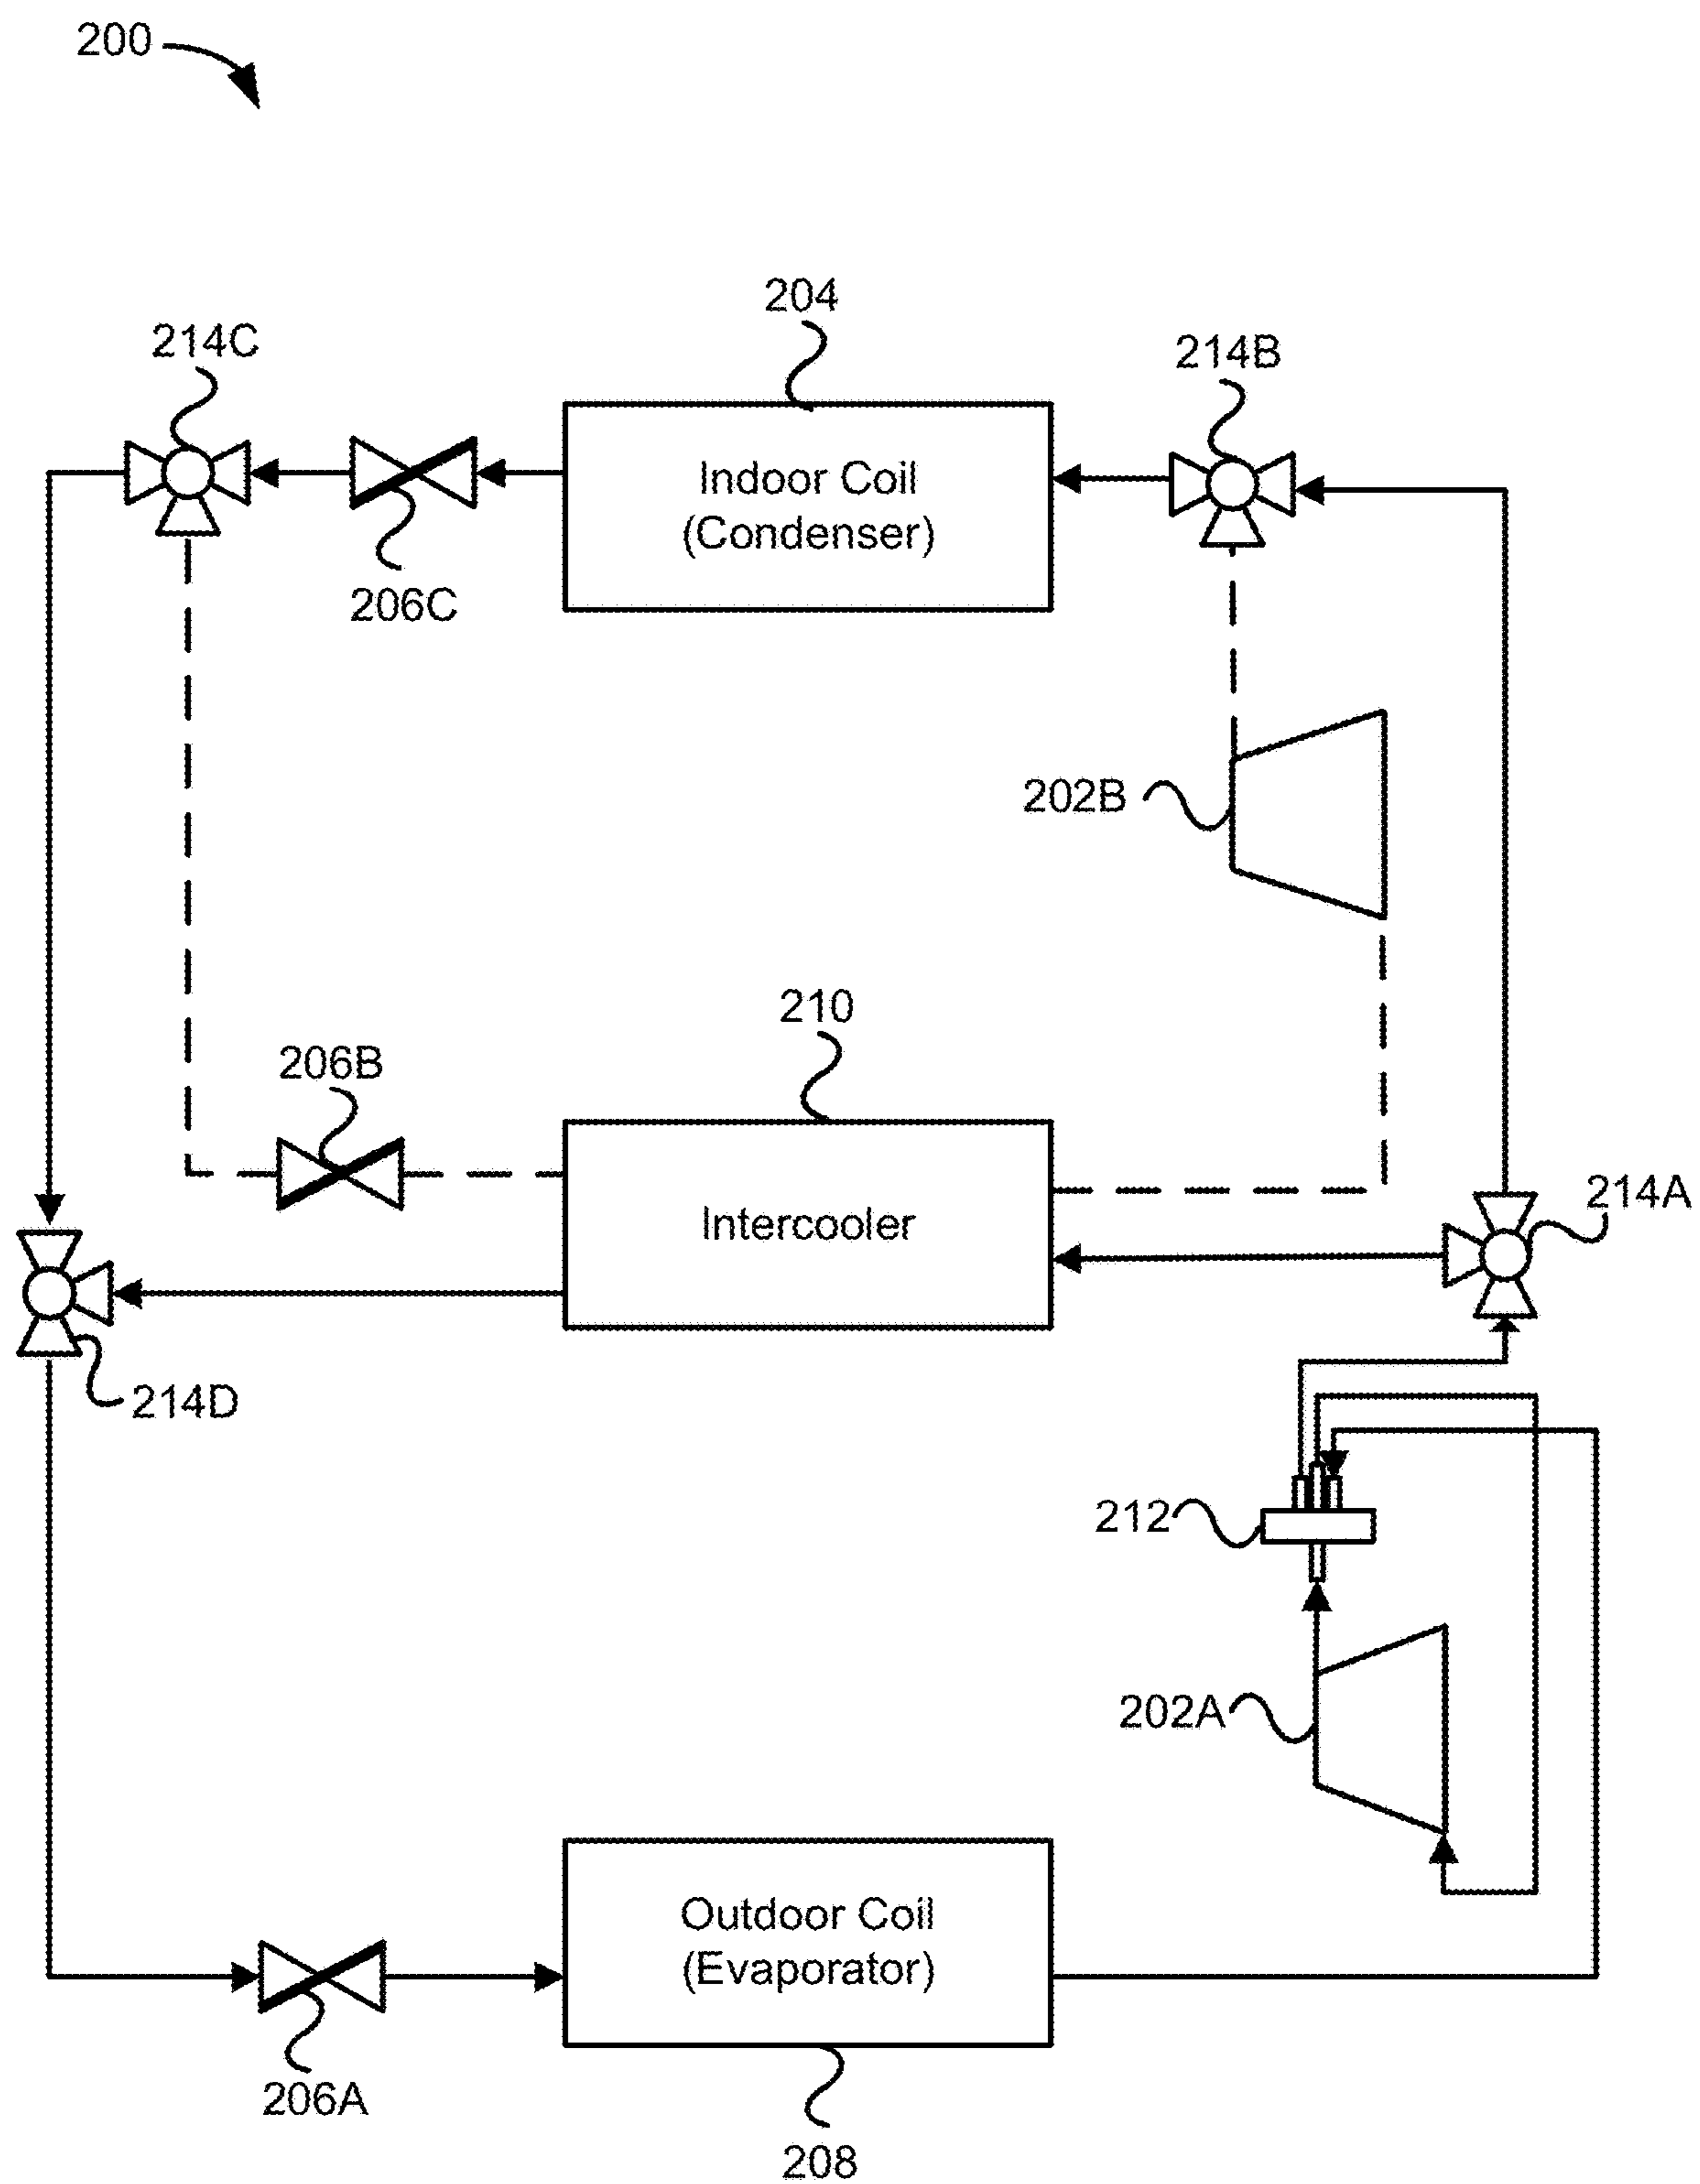 200
204
214C
214B
Indoor Coil
(Condenser)
206C
202B
210
206B
214A
Intercooler
214D
212
202A
Outdoor Coil
(Evaporator)
206A
208